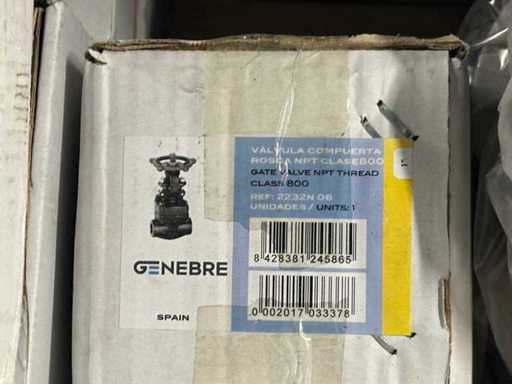 VÁLVULA COMPUERTA
ROSCA NPT CLASE800
GATE VALVE NPT THREAD
CLASS 800
REF: 2232N 06
UNIDADES / UNITS: 1
8 428381 245865
0 002017 033378
GENEBRE
SPAIN
1"